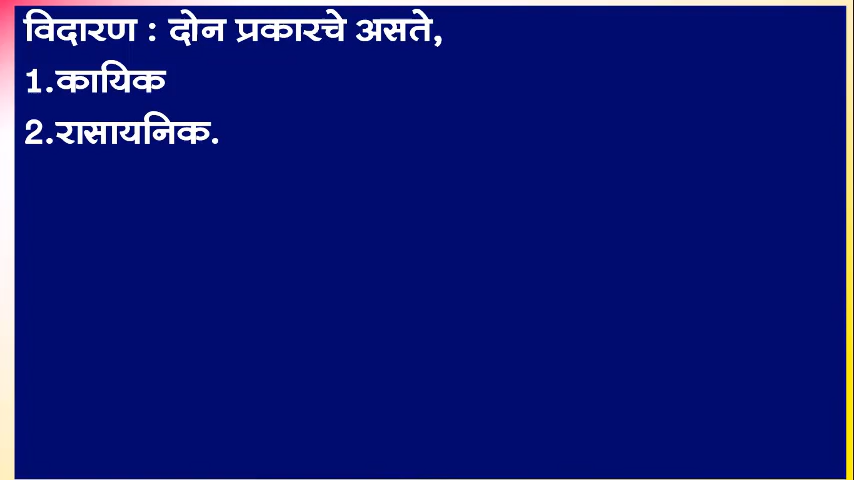 विदारण : दोन प्रकारचे असते,
1.कायिक
2.रासायनिक.